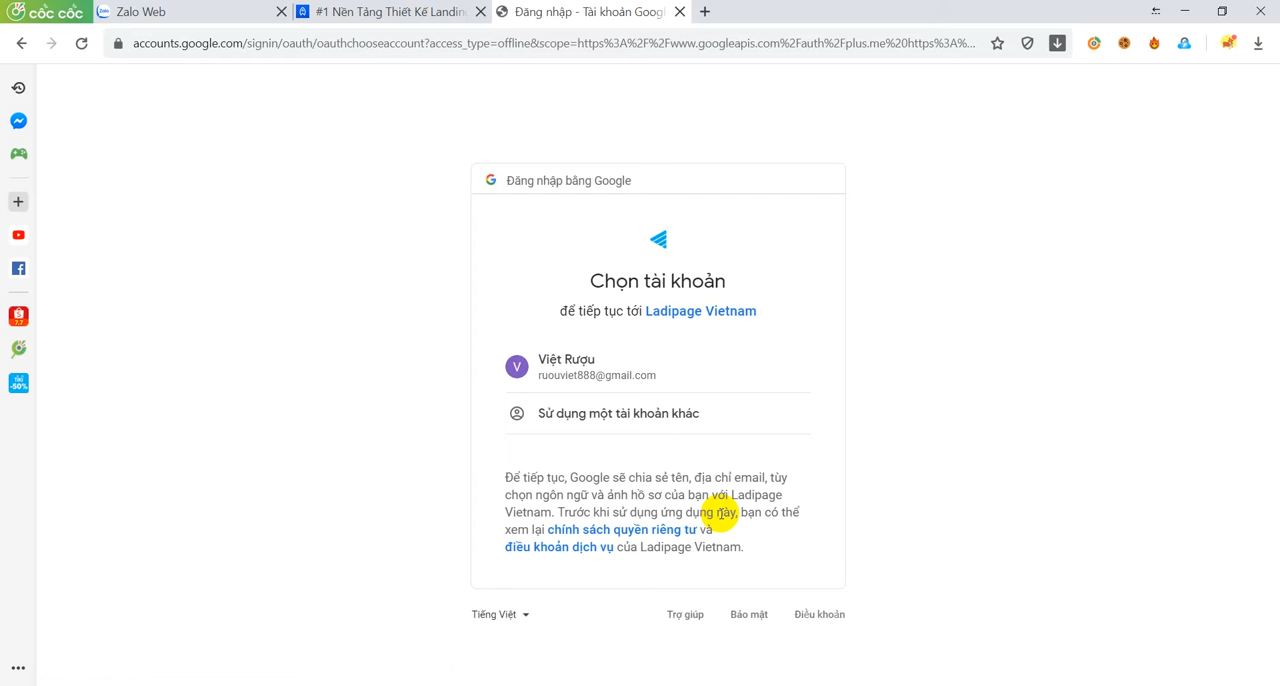 cốc cốc
Zalo
Zalo Web
#1 Nền Tảng Thiết Kế Landin
Đăng nhập - Tài khoản Googl
accounts.google.com/signin/oauth/oauthchooseaccount?access_type=offline&scope=https%3A%2F%2Fwww.googleapis.com%2Fauth%2Fplus.me%20https%3A%...
G Đăng nhập bằng Google
Chọn tài khoản
để tiếp tục tới Ladipage Vietnam
V
Việt Rượu
ruouviet888@gmail.com
Sử dụng một tài khoản khác
7.7
TIKI
-50%
Để tiếp tục, Google sẽ chia sẻ tên, địa chỉ email, tùy
chọn ngôn ngữ và ảnh hồ sơ của bạn với Ladipage
Vietnam. Trước khi sử dụng ứng dụng này, bạn có thể
xem lại chính sách quyền riêng tư và
điều khoản dịch vụ của Ladipage Vietnam.
Tiếng Việt
Trợ giúp
Bảo mật
Điều khoản